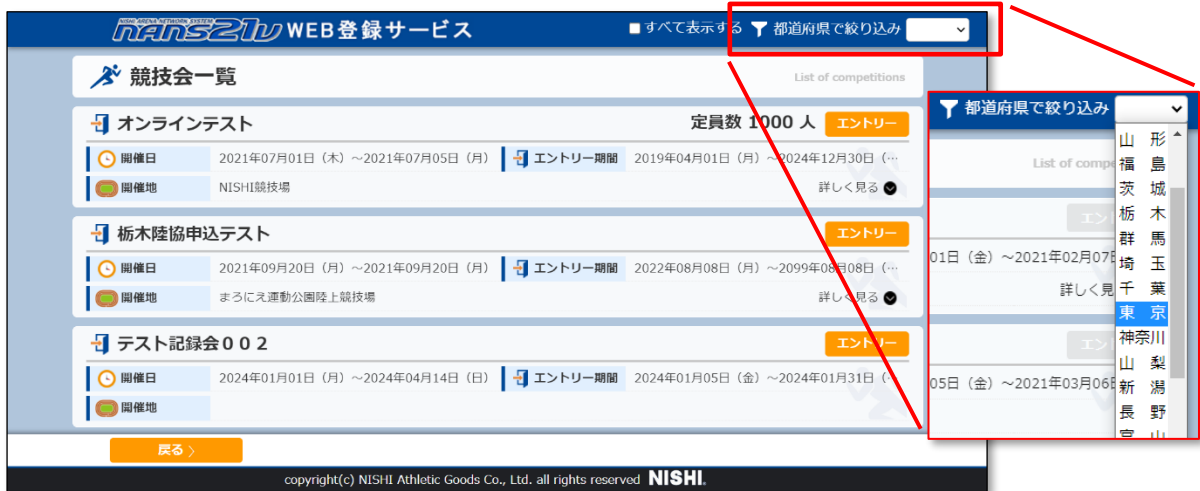 NISHI ARENA NETWORK SYSTEM
nans21v WEB登録サービス
すべて表示する 都道府県で絞り込み
競技会一覧 List of competitions
オンラインテスト 定員数 1000 人 エントリー
開催日 2021年07月01日（木）～2021年07月05日（月） エントリー期間 2019年04月01日（月）～2024年12月30日（…
開催地 NISHI競技場 詳しく見る
栃木陸協申込テスト エントリー
開催日 2021年09月20日（月）～2021年09月20日（月） エントリー期間 2022年08月08日（月）～2099年08月08日（…
開催地 まろにえ運動公園陸上競技場 詳しく見る
テスト記録会００２ エントリー
開催日 2024年01月01日（月）～2024年04月14日（日） エントリー期間 2024年01月05日（金）～2024年01月31日（…
開催地
戻る
copyright(c) NISHI Athletic Goods Co., Ltd. all rights reserved NISHI.
都道府県で絞り込み
List of compe
山 形
福 島
茨 城
栃 木
群 馬
埼 玉
千 葉
東 京
神奈川
山 梨
新 潟
長 野
富 山
エント
01日（金）～2021年02月07日
詳しく見
エント
05日（金）～2021年03月06日